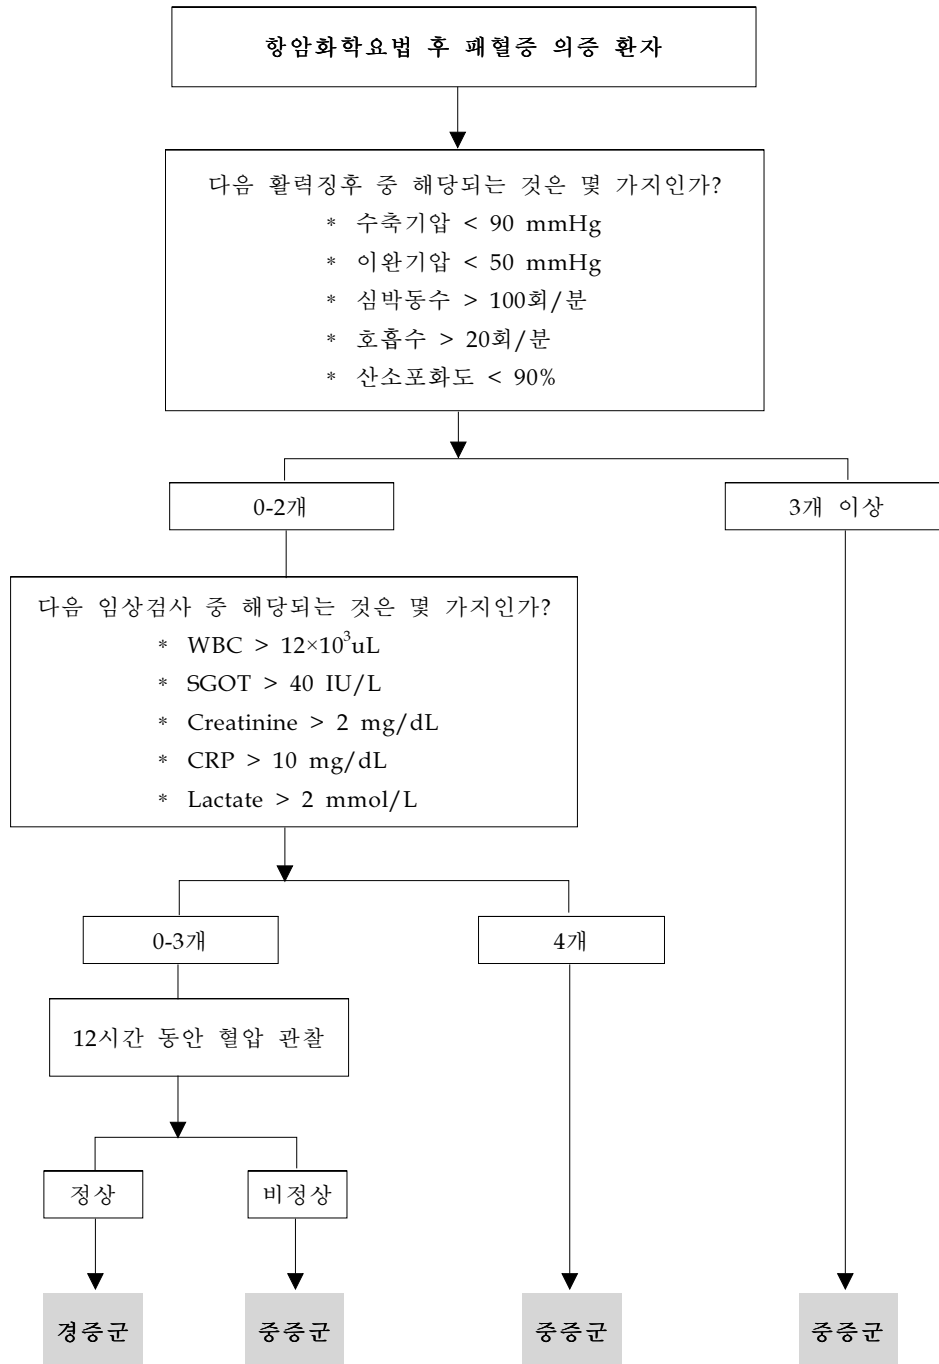 항암화학요법 후 패혈증 의증 환자
다음 활력징후 중 해당되는 것은 몇 가지인가?
* 수축기압 < 90 mmHg
* 이완기압 < 50 mmHg
* 심박동수 > 100회/분
* 호흡수 > 20회/분
* 산소포화도 < 90%
0-2개
3개 이상
다음 임상검사 중 해당되는 것은 몇 가지인가?
* WBC > 12×10³uL
* SGOT > 40 IU/L
* Creatinine > 2 mg/dL
* CRP > 10 mg/dL
* Lactate > 2 mmol/L
0-3개
4개
12시간 동안 혈압 관찰
정상
비정상
경증군
중증군
중증군
중증군